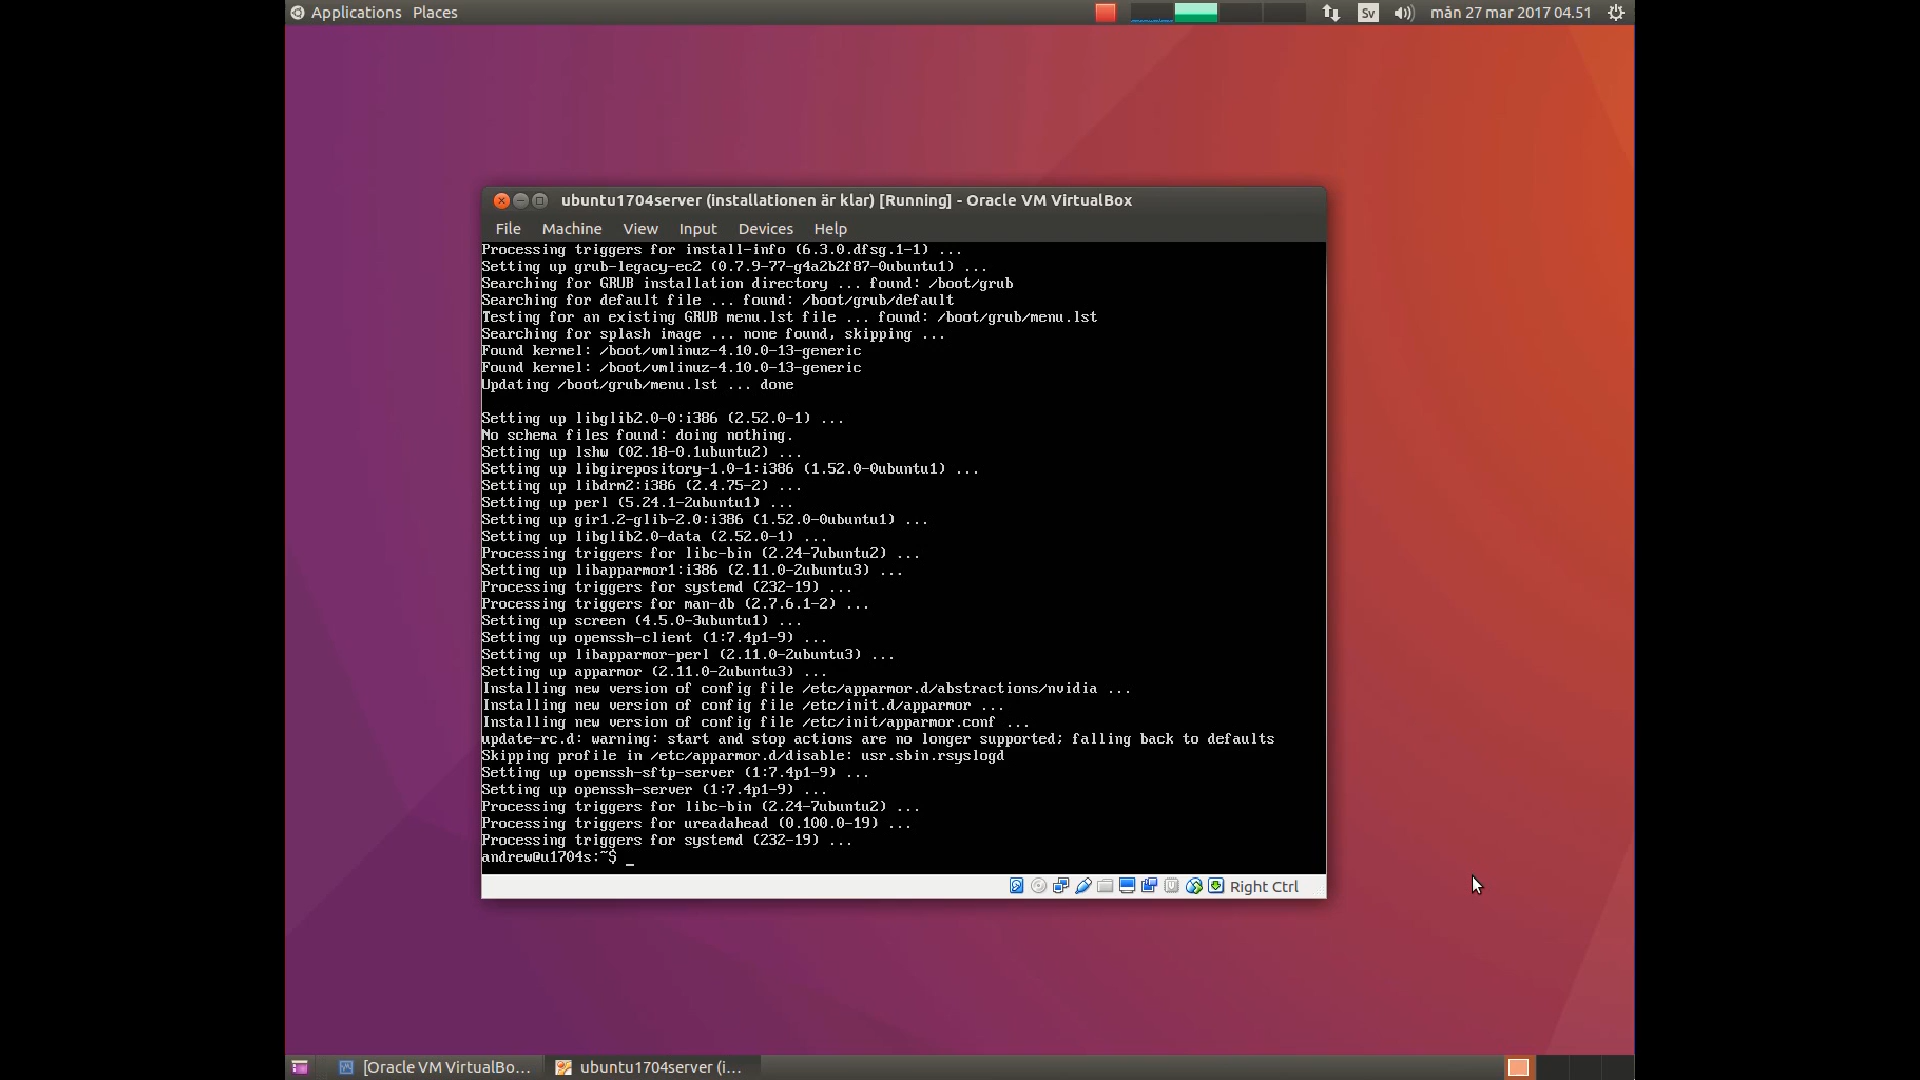 Applications Places
Sv mån 27 mar 2017 04.51
ubuntu1704server (installationen är klar) [Running] - Oracle VM VirtualBox
File Machine View Input Devices Help
Processing triggers for install-info (6.3.0.dfsg.1-1) ...
Setting up grub-legacy-ec2 (0.7.9-77-g4a2b2f87-0ubuntu1) ...
Searching for GRUB installation directory ... found: /boot/grub
Searching for default file ... found: /boot/grub/default
Testing for an existing GRUB menu.lst file ... found: /boot/grub/menu.lst
Searching for splash image ... none found, skipping ...
Found kernel: /boot/vmlinuz-4.10.0-13-generic
Found kernel: /boot/vmlinuz-4.10.0-13-generic
Updating /boot/grub/menu.lst ... done
Setting up libglib2.0-0:i386 (2.52.0-1) ...
No schema files found: doing nothing.
Setting up lshw (02.18-0.1ubuntu2) ...
Setting up libgirepository-1.0-1:i386 (1.52.0-0ubuntu1) ...
Setting up libdrm2:i386 (2.4.75-2) ...
Setting up perl (5.24.1-2ubuntu1) ...
Setting up gir1.2-glib-2.0:i386 (1.52.0-0ubuntu1) ...
Setting up libglib2.0-data (2.52.0-1) ...
Processing triggers for libc-bin (2.24-7ubuntu2) ...
Setting up libapparmor1:i386 (2.11.0-2ubuntu3) ...
Processing triggers for systemd (232-19) ...
Processing triggers for man-db (2.7.6.1-2) ...
Setting up screen (4.5.0-3ubuntu1) ...
Setting up openssh-client (1:7.4p1-9) ...
Setting up libapparmor-perl (2.11.0-2ubuntu3) ...
Setting up apparmor (2.11.0-2ubuntu3) ...
Installing new version of config file /etc/apparmor.d/abstractions/nvidia ...
Installing new version of config file /etc/init.d/apparmor ...
Installing new version of config file /etc/init/apparmor.conf ...
update-rc.d: warning: start and stop actions are no longer supported; falling back to defaults
Skipping profile in /etc/apparmor.d/disable: usr.sbin.rsyslogd
Setting up openssh-sftp-server (1:7.4p1-9) ...
Setting up openssh-server (1:7.4p1-9) ...
Processing triggers for libc-bin (2.24-7ubuntu2) ...
Processing triggers for ureadahead (0.100.0-19) ...
Processing triggers for systemd (232-19) ...
andrew@u1704s:~$ _
Right Ctrl
[Oracle VM VirtualBo... ubuntu1704server (i...